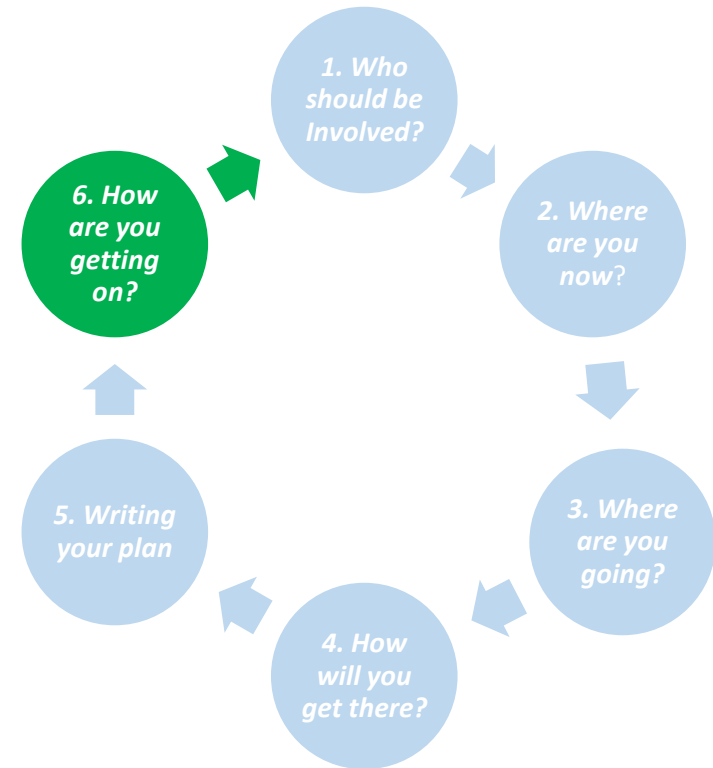 1. Who
should be
Involved?
2. Where
are you
now?
3. Where
are you
going?
4. How
will you
get there?
5. Writing
your plan
6. How
are you
getting
on?